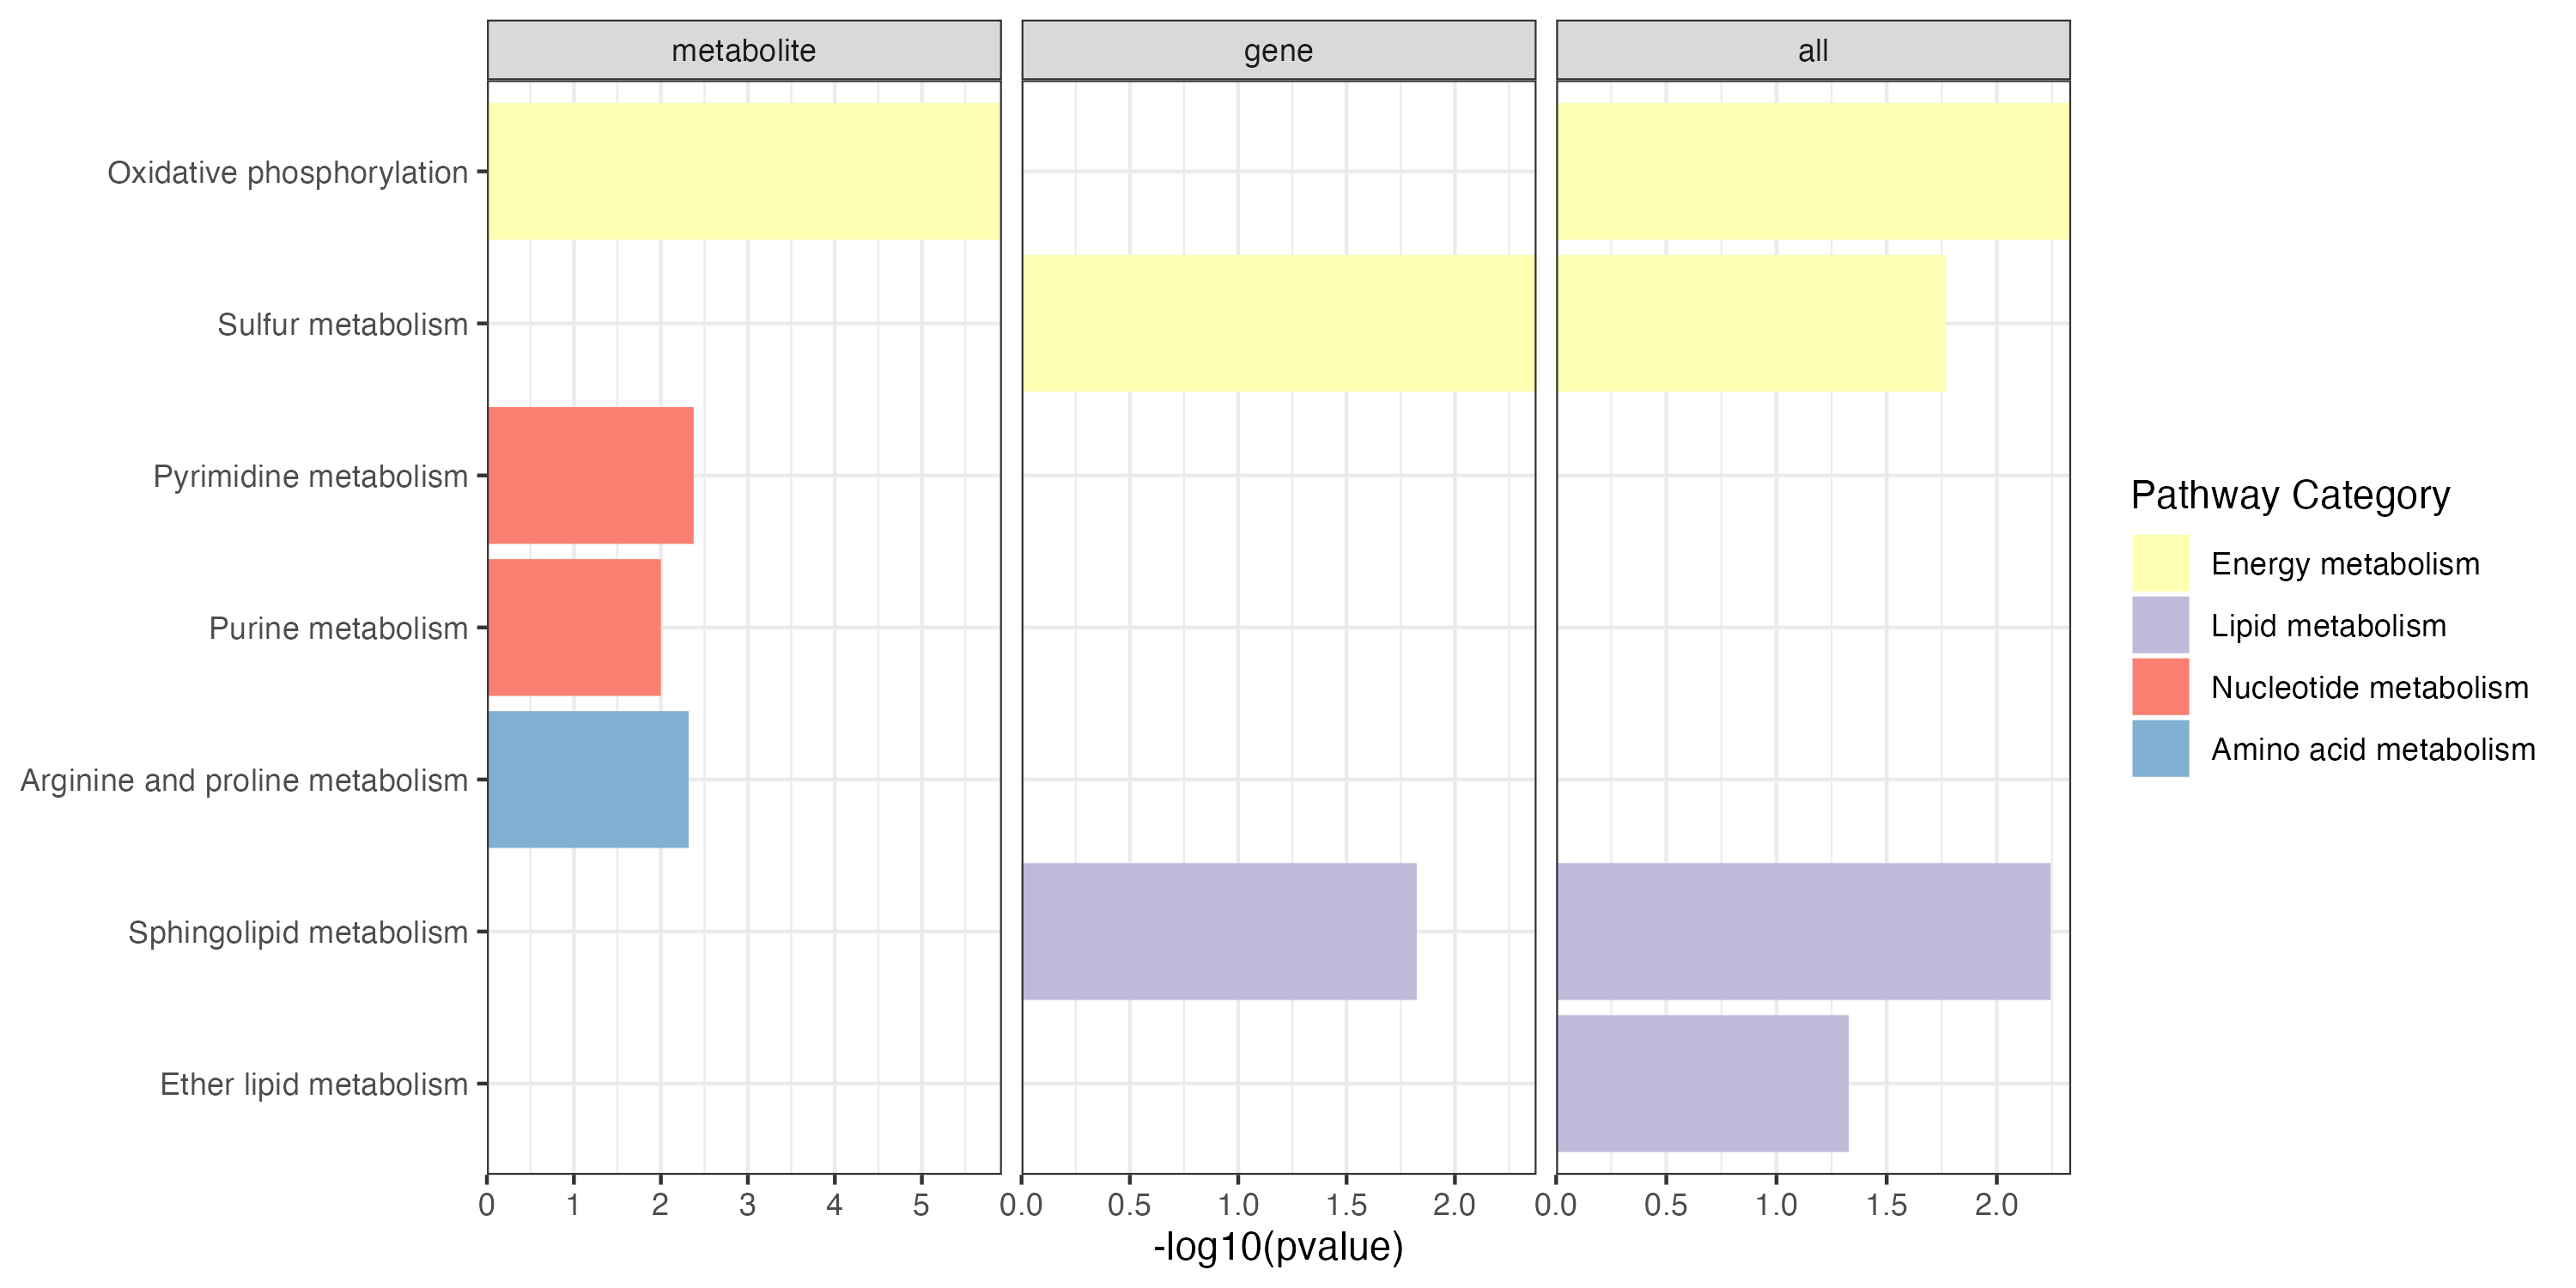 metabolite
gene
all
Oxidative phosphorylation
Sulfur metabolism
Pyrimidine metabolism
Purine metabolism
Arginine and proline metabolism
Sphingolipid metabolism
Ether lipid metabolism
0 1 2 3 4 5
0.0 0.5 1.0 1.5 2.0
0.0 0.5 1.0 1.5 2.0
-log10(pvalue)
Pathway Category
Energy metabolism
Lipid metabolism
Nucleotide metabolism
Amino acid metabolism